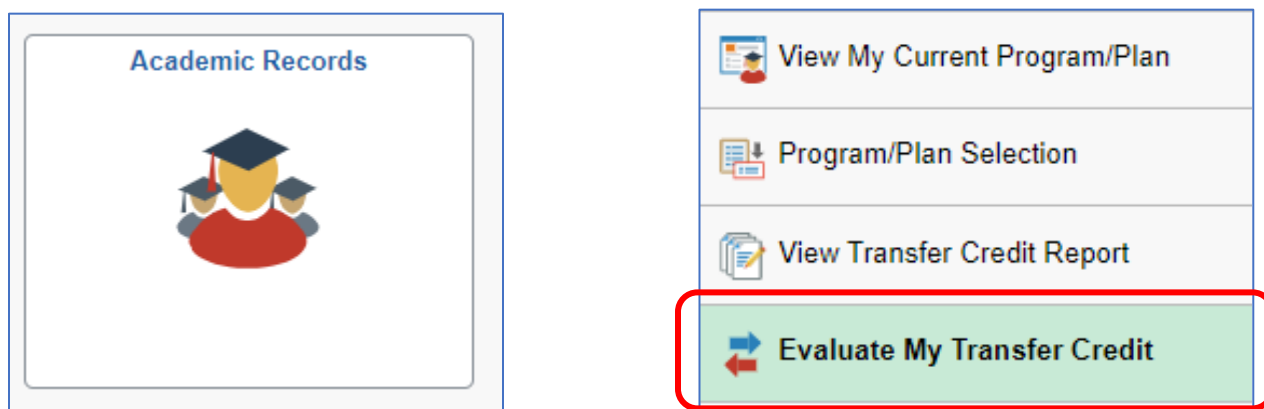 Academic Records
View My Current Program/Plan
Program/Plan Selection
View Transfer Credit Report
Evaluate My Transfer Credit